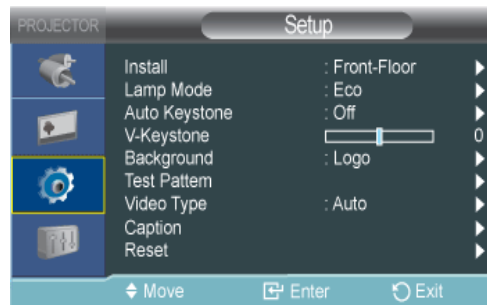 PROJECTOR
Setup
Install : Front-Floor
Lamp Mode : Eco
Auto Keystone : Off
V-Keystone 0
Background : Logo
Test Pattem
Video Type : Auto
Caption
Reset
Move Enter Exit